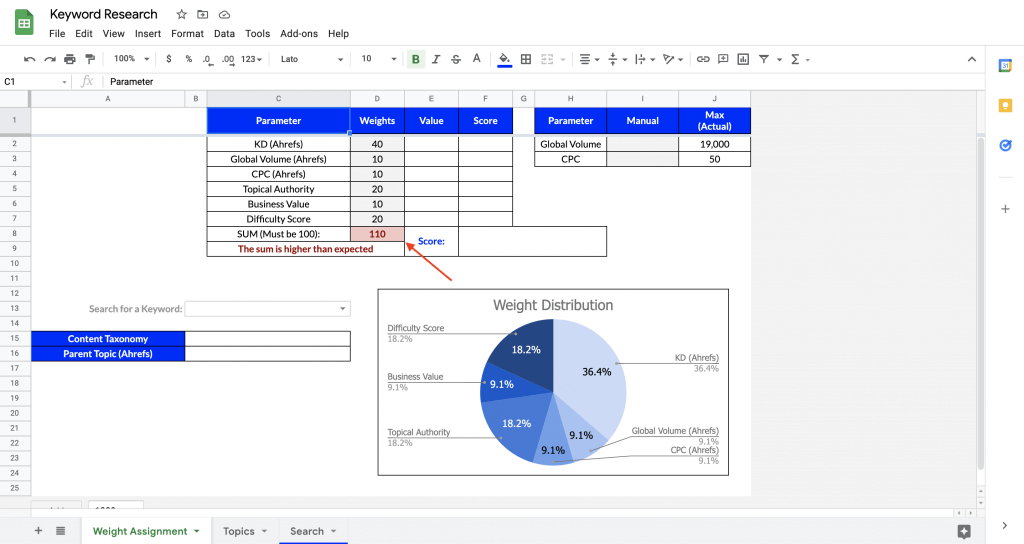 Keyword Research
File Edit View Insert Format Data Tools Add-ons Help
100% $ % .0 .00 123 Lato 10 B I S A
C1 fx Parameter
A B C D E F G H I J
1 Parameter Weights Value Score Parameter Manual Max (Actual)
2 KD (Ahrefs) 40 Global Volume 19,000
3 Global Volume (Ahrefs) 10 CPC 50
4 CPC (Ahrefs) 10
5 Topical Authority 20
6 Business Value 10
7 Difficulty Score 20
8 SUM (Must be 100): 110 Score:
9 The sum is higher than expected
10
11
12
13 Search for a Keyword:
14
15 Content Taxonomy
16 Parent Topic (Ahrefs)
17
18
19
20
21
22
23
24
25
Weight Distribution
Difficulty Score
18.2%
18.2%
KD (Ahrefs)
36.4%
36.4%
Business Value
9.1%
9.1%
Topical Authority
18.2%
18.2%
Global Volume (Ahrefs)
9.1%
9.1%
CPC (Ahrefs)
9.1%
9.1%
31
Weight Assignment Topics Search